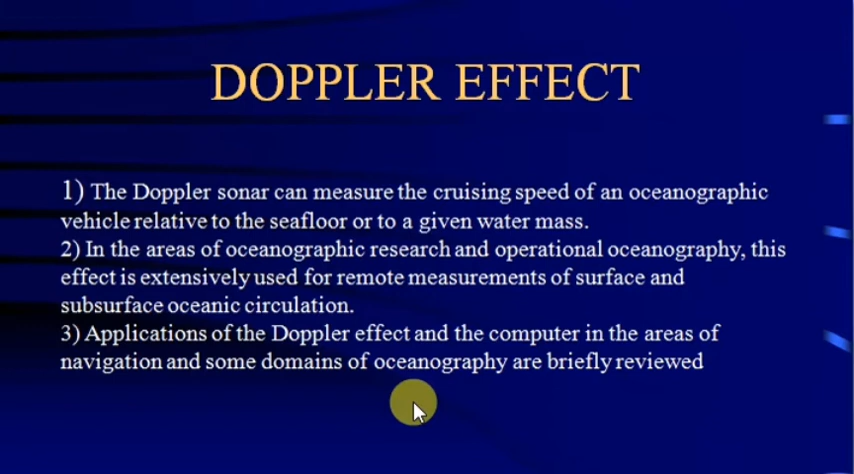 DOPPLER EFFECT
1) The Doppler sonar can measure the cruising speed of an oceanographic
vehicle relative to the seafloor or to a given water mass.
2) In the areas of oceanographic research and operational oceanography, this
effect is extensively used for remote measurements of surface and
subsurface oceanic circulation.
3) Applications of the Doppler effect and the computer in the areas of
navigation and some domains of oceanography are briefly reviewed